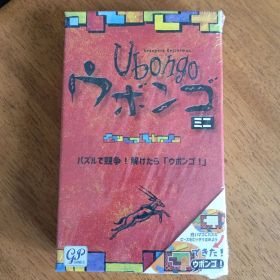 Grzegorz Rejchtman
Ubongo
ウボンゴ
ミニ
パズルで競争！解けたら「ウボンゴ！」
GP
できた！
ウボンゴ！